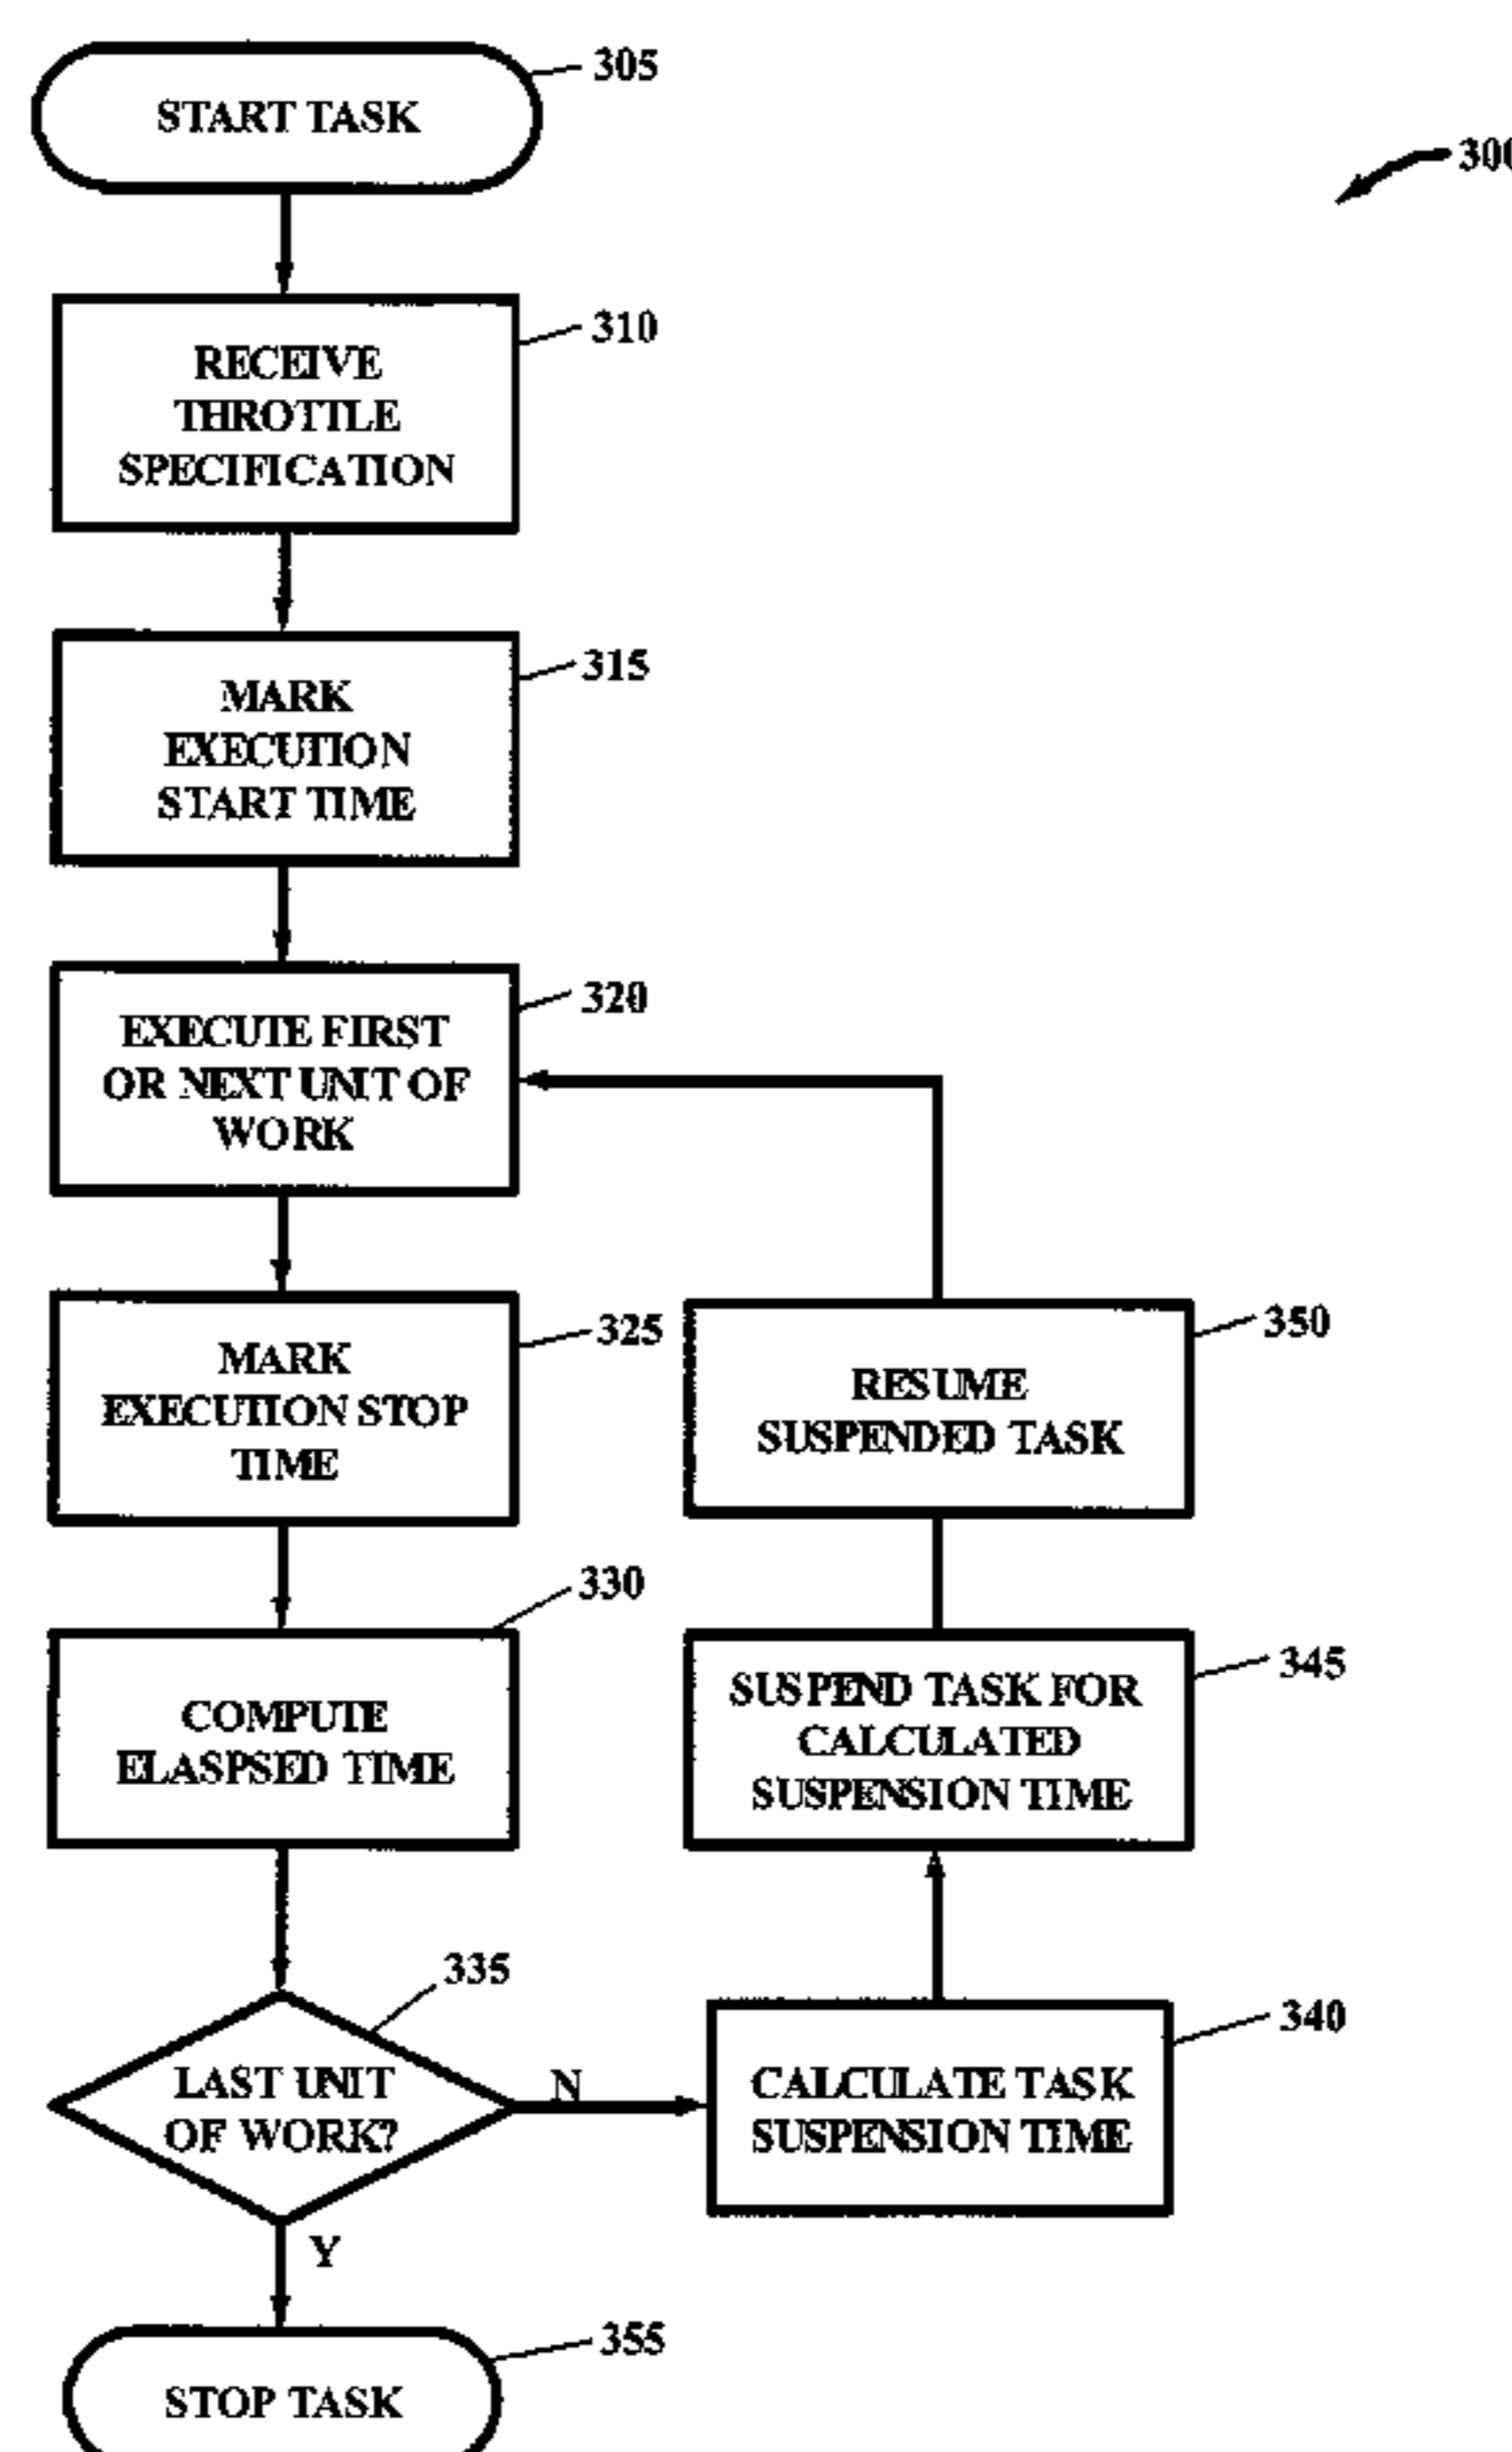 START TASK
305
300
RECEIVE
THROTTLE
SPECIFICATION
310
MARK
EXECUTION
START TIME
315
EXECUTE FIRST
OR NEXT UNIT OF
WORK
320
MARK
EXECUTION STOP
TIME
325
RESUME
SUSPENDED TASK
350
COMPUTE
ELASPSED TIME
330
SUSPEND TASK FOR
CALCULATED
SUSPENSION TIME
345
LAST UNIT
OF WORK?
335
N
Y
CALCULATE TASK
SUSPENSION TIME
340
STOP TASK
355